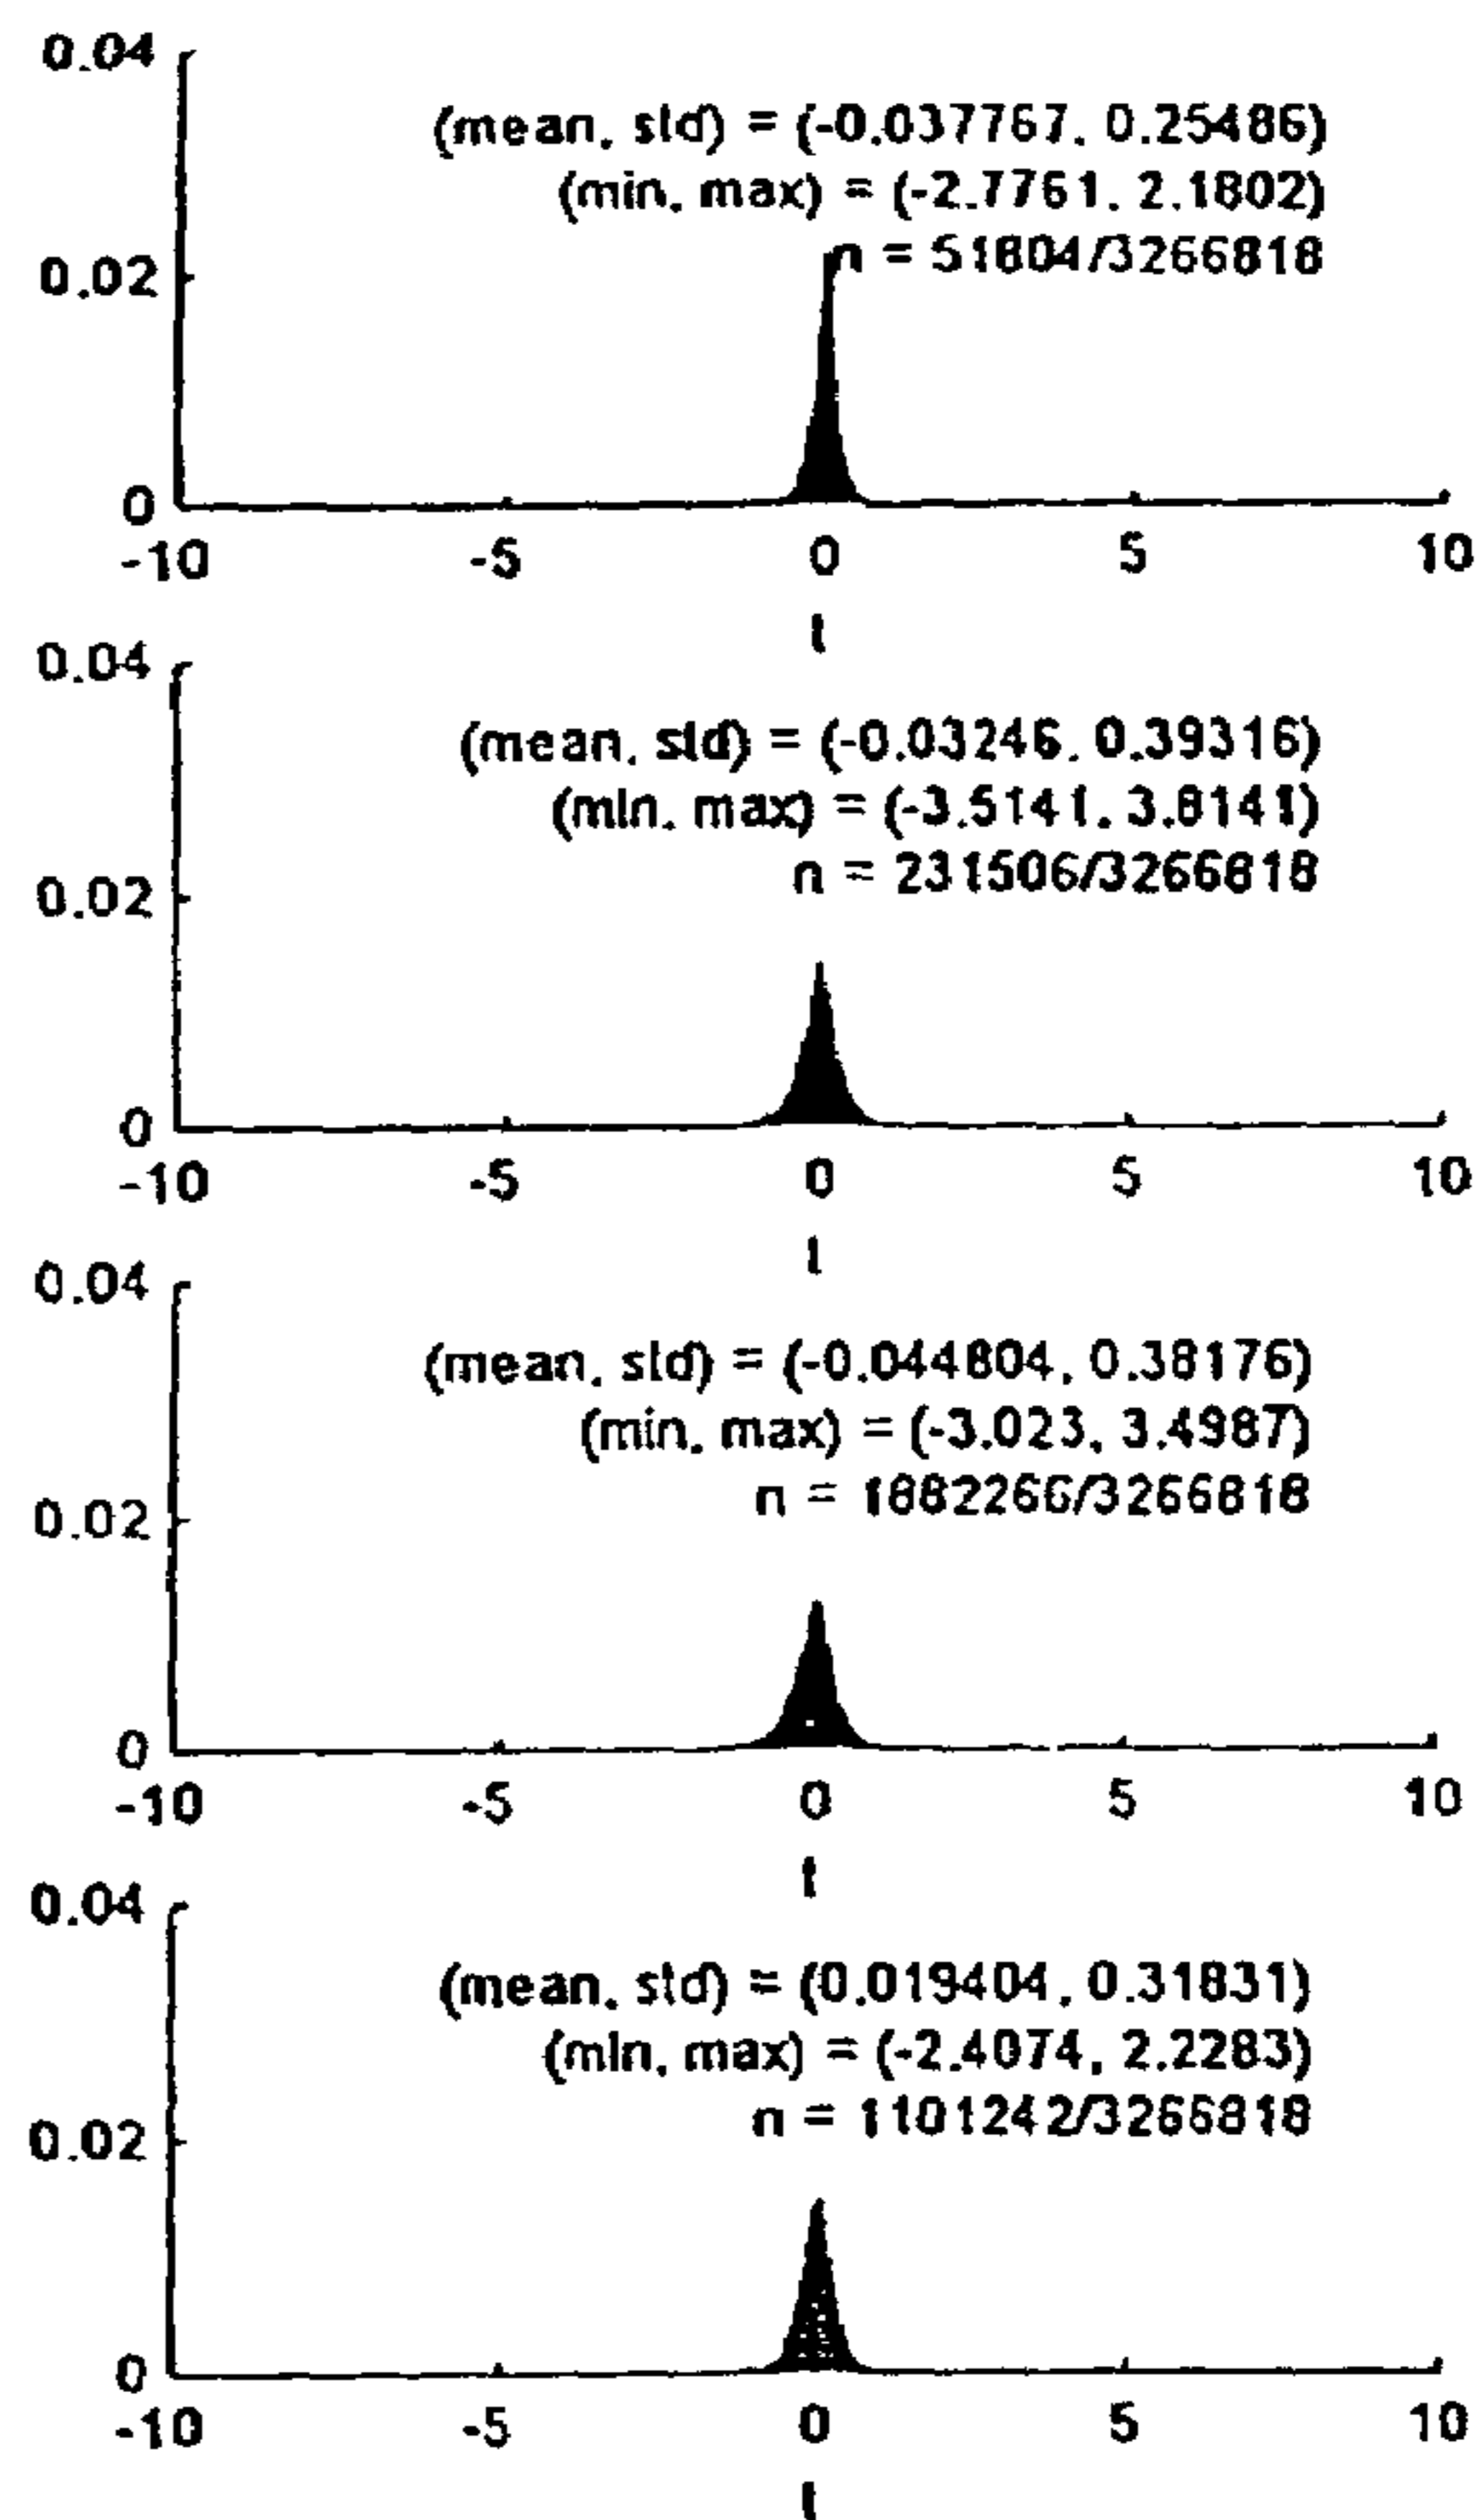 0.04
(mean, std) = (-0.037767, 0.25486)
(min, max) = (-2.7761, 2.1802)
n = 51804/3266818
0.02
0
-10 -5 0 5 10
t
0.04
(mean, std) = (-0.03246, 0.39316)
(min, max) = (-3.5141, 3.8141)
n = 231506/3266818
0.02
0
-10 -5 0 5 10
t
0.04
(mean, std) = (-0.044804, 0.38176)
(min, max) = (-3.023, 3.4987)
n = 1882266/3266818
0.02
0
-10 -5 0 5 10
t
0.04
(mean, std) = (0.019404, 0.31831)
(min, max) = (-2.4074, 2.2283)
n = 1101242/3266818
0.02
0
-10 -5 0 5 10
t